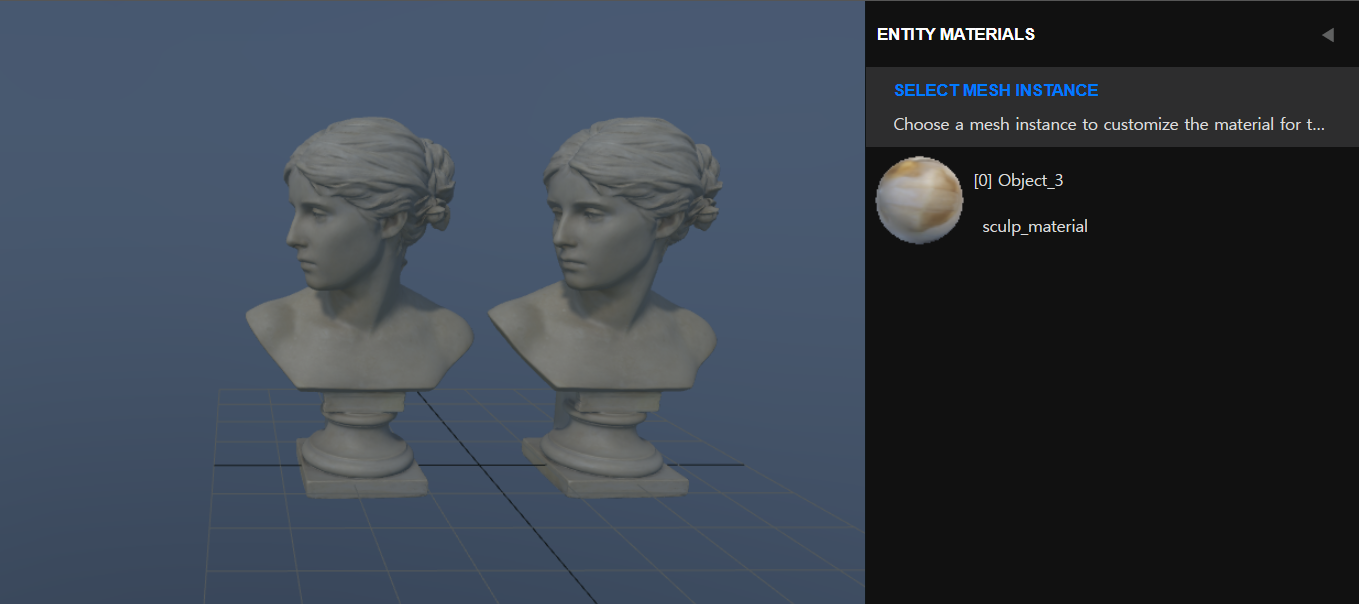 ENTITY MATERIALS
SELECT MESH INSTANCE
Choose a mesh instance to customize the material for t...
[0] Object_3
sculp_material